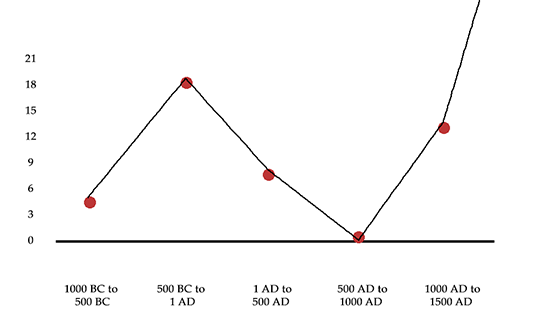 21
18
15
12
9
6
3
0
1000 BC to
500 BC
500 BC to
1 AD
1 AD to
500 AD
500 AD to
1000 AD
1000 AD to
1500 AD